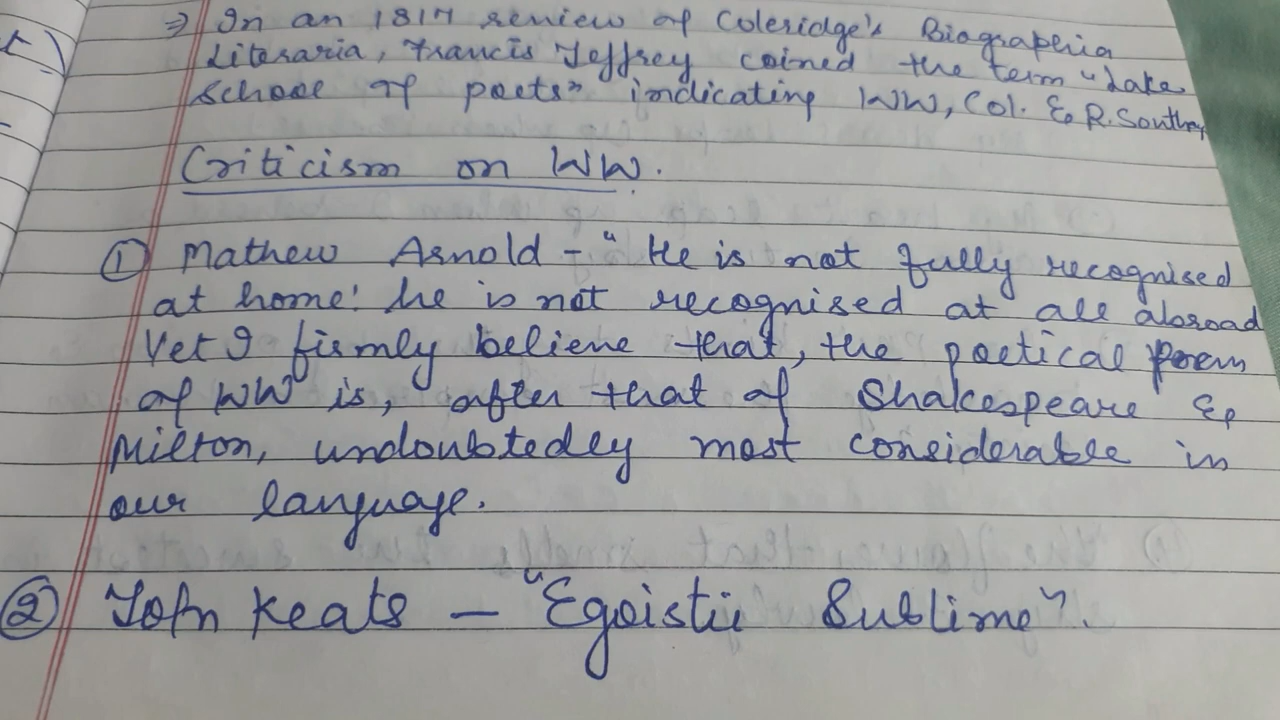 ⇒ In an 1817 review of Coleridge's Biograperia
Literaria, Francis Jeffrey coined the term "Lake
School of poets" indicating WW, Col. & R. Southey
Criticism on WW.
① Mathew Arnold - "He is not fully recognised
at home! he is not recognised at all abroad
Yet I firmly believe that, the poetical Poem
of WW is, after that of Shakespeare &
Milton, undoubtedly most considerable in
our language.
② John Keats — "Egoistic Sublime".